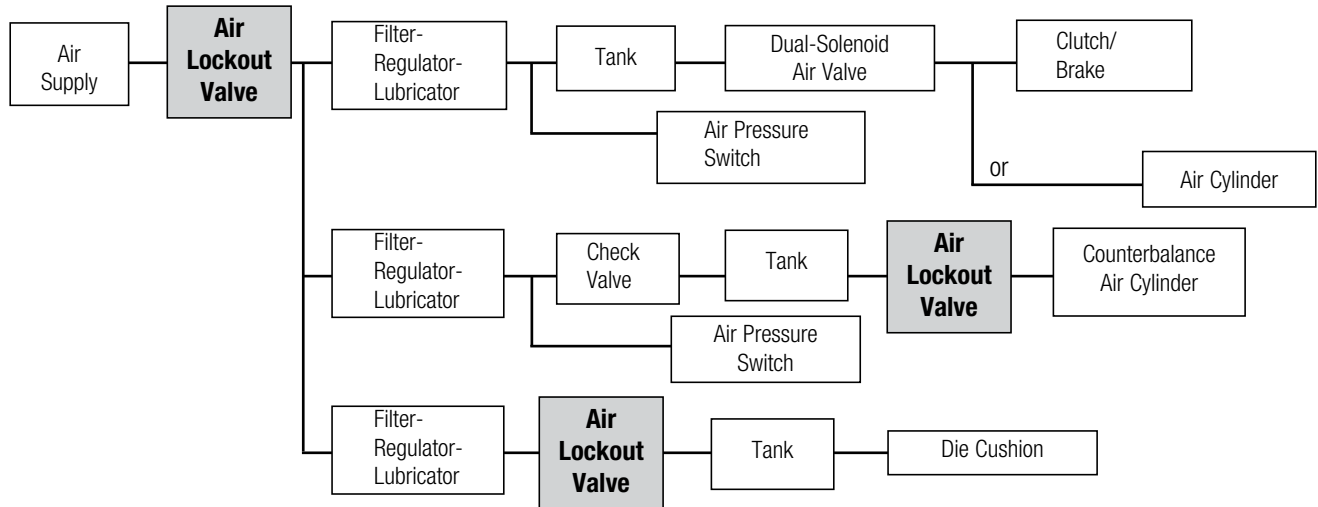 Air
Supply
Air
Lockout
Valve
Filter-
Regulator-
Lubricator
Tank
Dual-Solenoid
Air Valve
Clutch/
Brake
Air Pressure
Switch
or
Air Cylinder
Filter-
Regulator-
Lubricator
Check
Valve
Tank
Air
Lockout
Valve
Counterbalance
Air Cylinder
Air Pressure
Switch
Filter-
Regulator-
Lubricator
Air
Lockout
Valve
Tank
Die Cushion